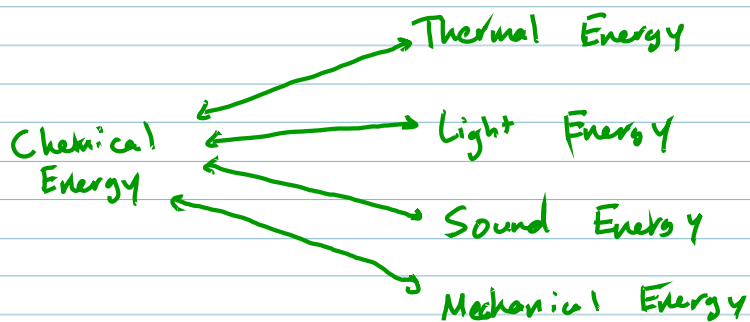 Thermal Energy
Light Energy
Chemical
Energy
Sound Energy
Mechanical Energy